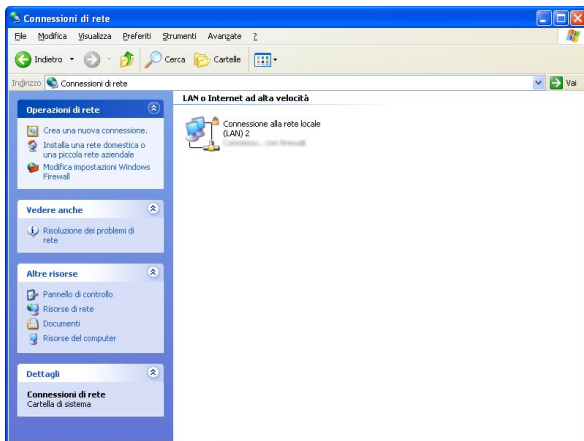 Connessioni di rete
File Modifica Visualizza Preferiti Strumenti Avanzate ?
Indietro Cerca Cartelle
Indirizzo Connessioni di rete Vai
LAN o Internet ad alta velocità
Connessione alla rete locale
(LAN) 2
Operazioni di rete
Crea una nuova connessione.
Installa una rete domestica o
una piccola rete aziendale
Modifica impostazioni Windows
Firewall
Vedere anche
Risoluzione dei problemi di
rete
Altre risorse
Pannello di controllo
Risorse di rete
Documenti
Risorse del computer
Dettagli
Connessioni di rete
Cartella di sistema